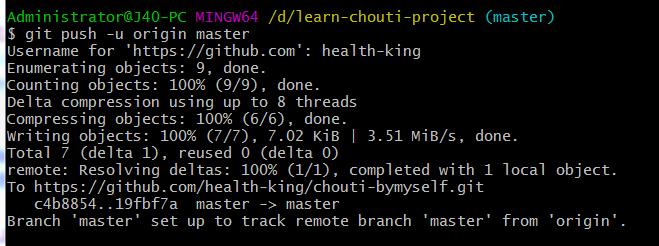 Administrator@J40-PC MINGW64 /d/learn-chouti-project (master)
$ git push -u origin master
Username for 'https://github.com': health-king
Enumerating objects: 9, done.
Counting objects: 100% (9/9), done.
Delta compression using up to 8 threads
Compressing objects: 100% (6/6), done.
Writing objects: 100% (7/7), 7.02 KiB | 3.51 MiB/s, done.
Total 7 (delta 1), reused 0 (delta 0)
remote: Resolving deltas: 100% (1/1), completed with 1 local object.
To https://github.com/health-king/chouti-bymyself.git
   c4b8854..19fbf7a  master -> master
Branch 'master' set up to track remote branch 'master' from 'origin'.